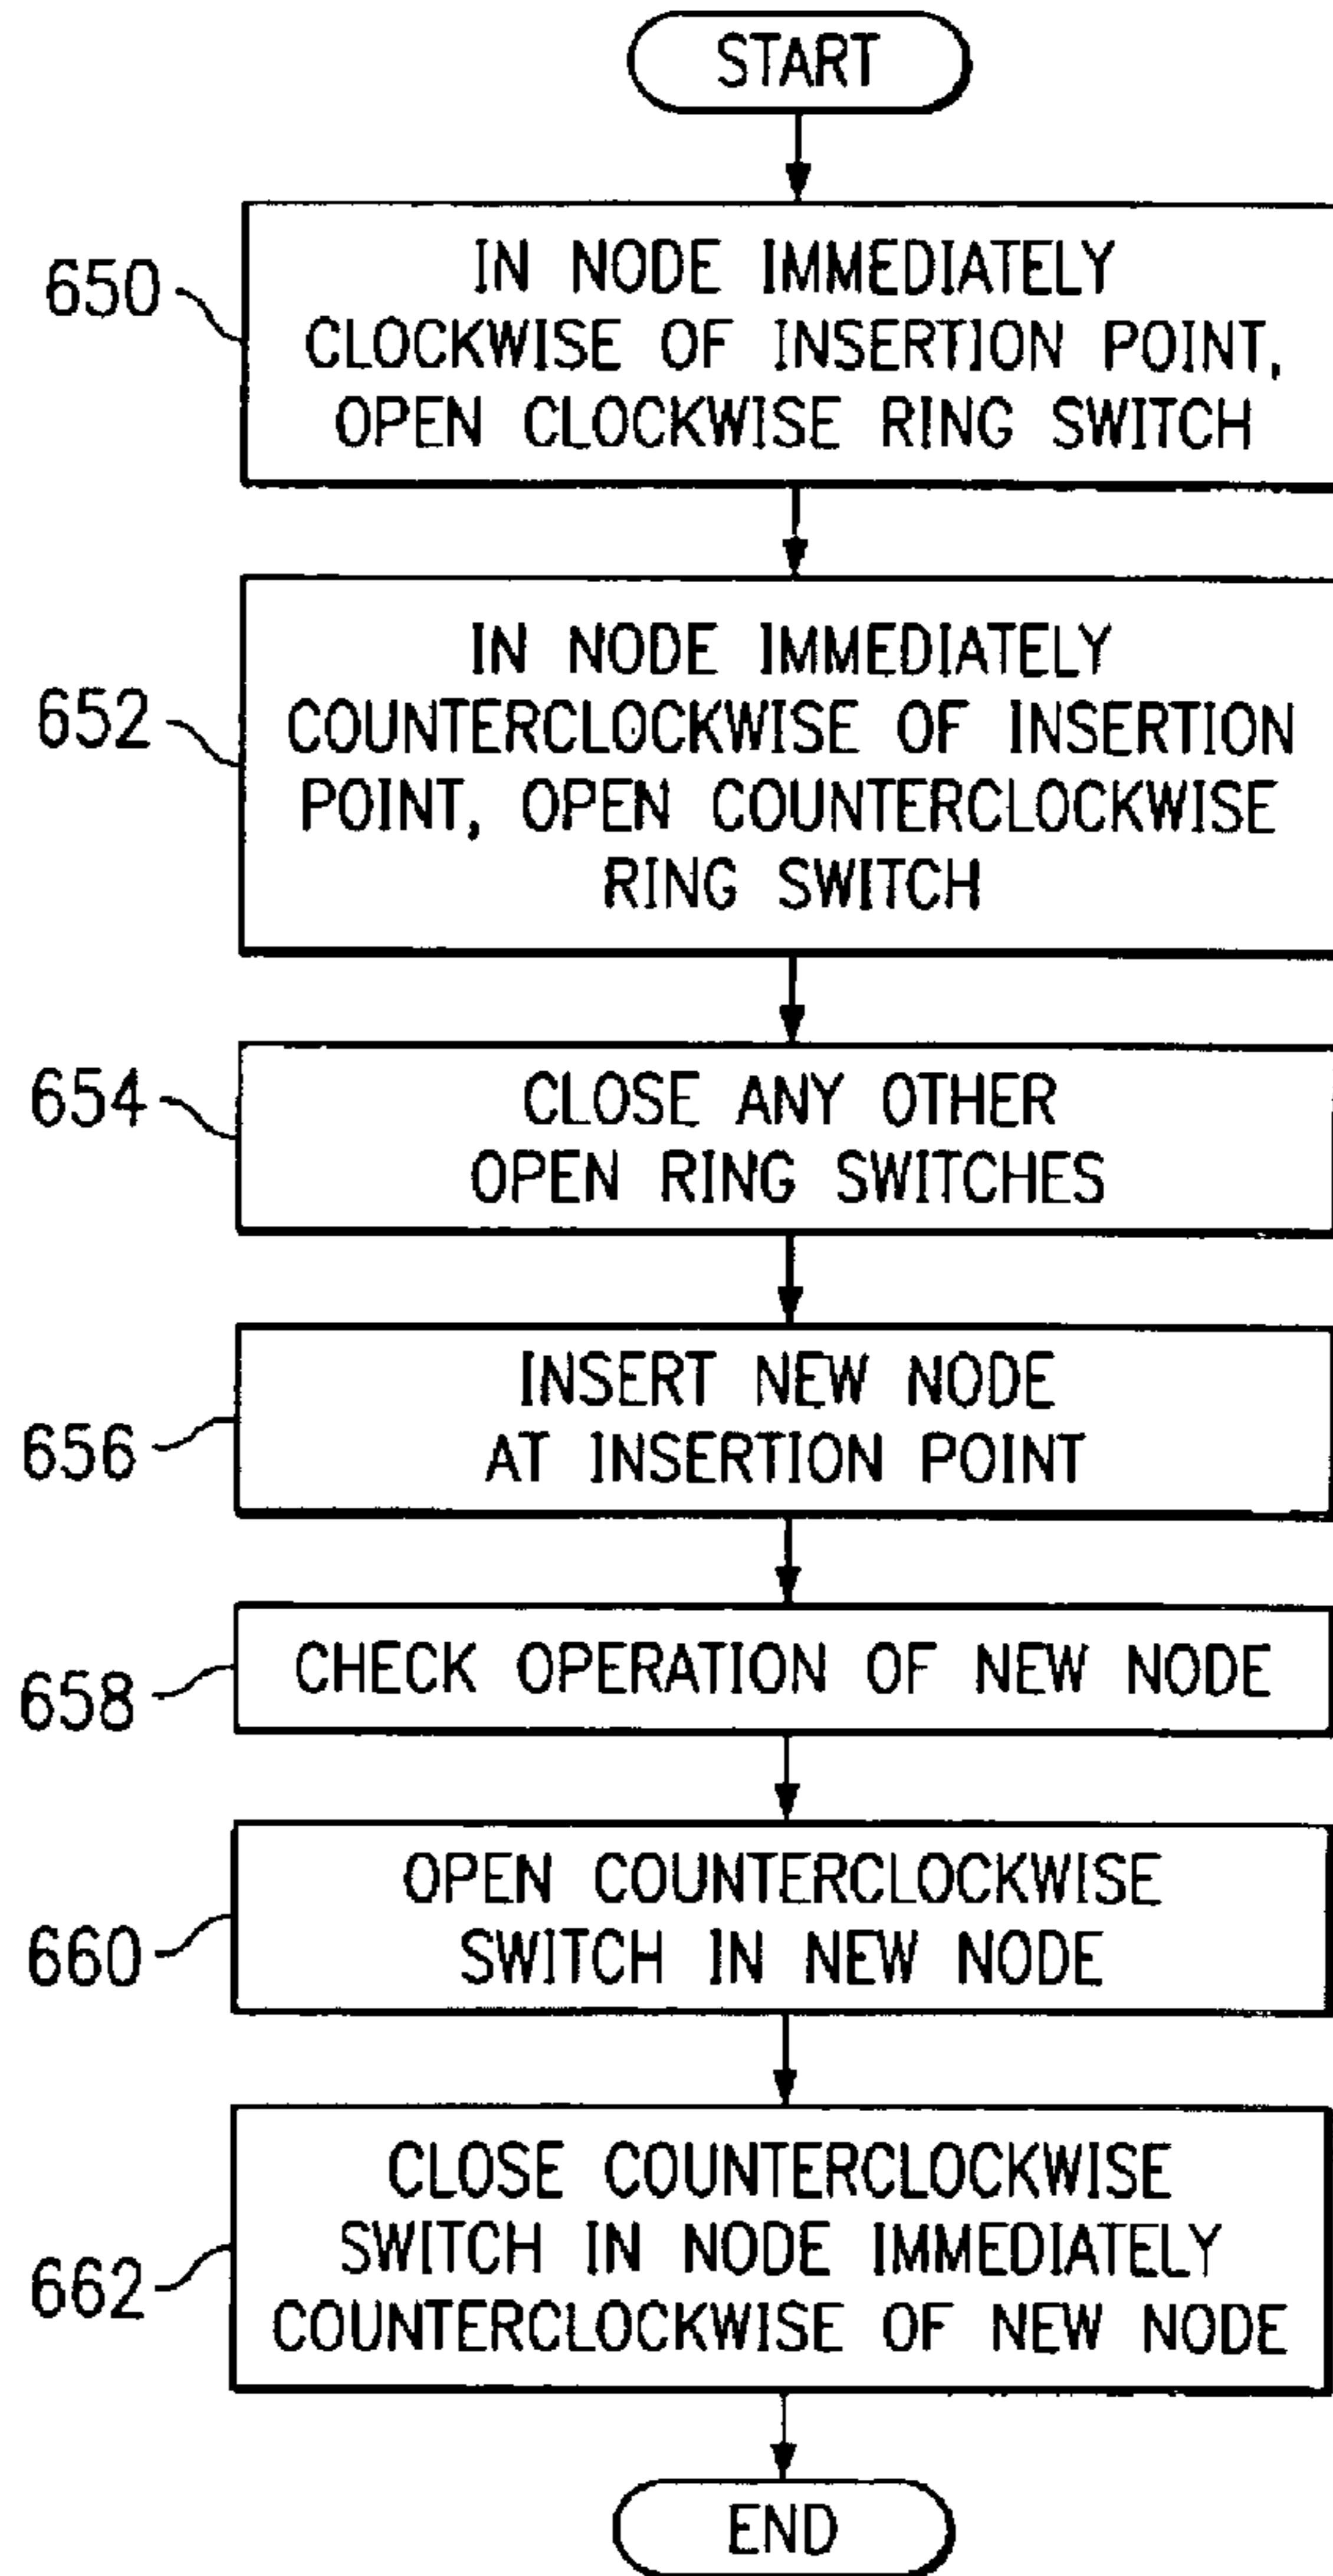 START
650
IN NODE IMMEDIATELY
CLOCKWISE OF INSERTION POINT,
OPEN CLOCKWISE RING SWITCH
652
IN NODE IMMEDIATELY
COUNTERCLOCKWISE OF INSERTION
POINT, OPEN COUNTERCLOCKWISE
RING SWITCH
654
CLOSE ANY OTHER
OPEN RING SWITCHES
656
INSERT NEW NODE
AT INSERTION POINT
658
CHECK OPERATION OF NEW NODE
660
OPEN COUNTERCLOCKWISE
SWITCH IN NEW NODE
662
CLOSE COUNTERCLOCKWISE
SWITCH IN NODE IMMEDIATELY
COUNTERCLOCKWISE OF NEW NODE
END